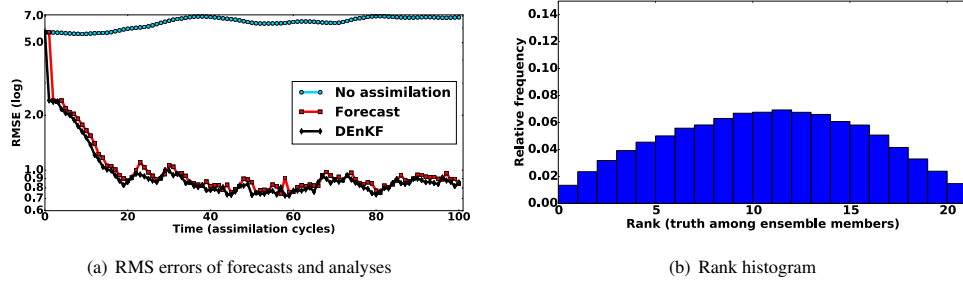 7.0
5.0
2.0
1.0
0.9
0.8
0.7
0.6
RMSE (log)
No assimilation
Forecast
DEnKF
0 20 40 60 80 100
Time (assimilation cycles)
(a) RMS errors of forecasts and analyses
0.14
0.12
0.10
0.08
0.06
0.04
0.02
0.00
Relative frequency
0 5 10 15 20
Rank (truth among ensemble members)
(b) Rank histogram